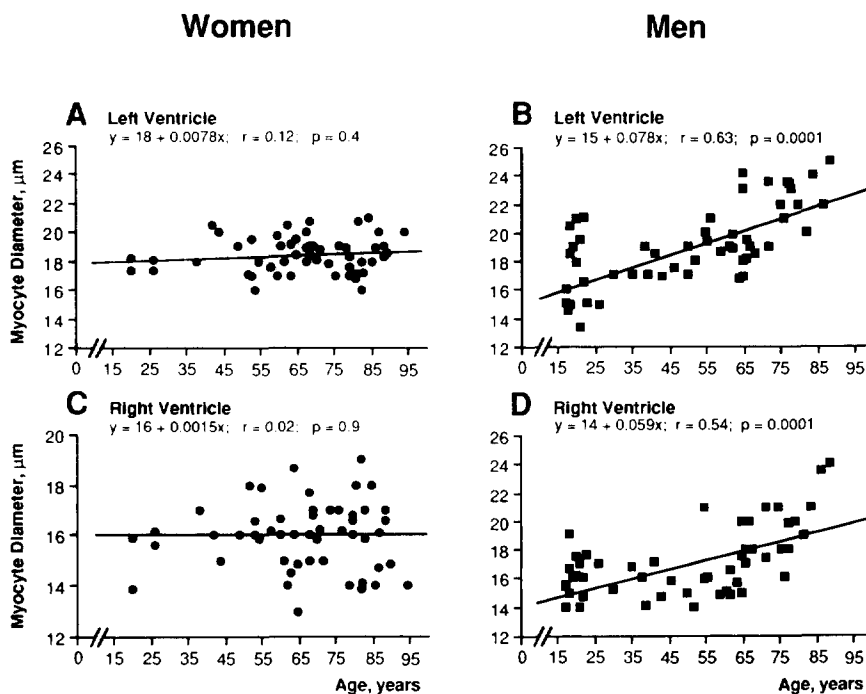 Women
Men
A Left Ventricle
y = 18 + 0.0078x; r = 0.12; p = 0.4
Myocyte Diameter, μm
26
24
22
20
18
16
14
12
15 25 35 45 55 65 75 85 95
B Left Ventricle
y = 15 + 0.078x; r = 0.63; p = 0.0001
26
24
22
20
18
16
14
12
15 25 35 45 55 65 75 85 95
C Right Ventricle
y = 16 + 0.0015x; r = 0.02; p = 0.9
Myocyte Diameter, μm
20
18
16
14
12
15 25 35 45 55 65 75 85 95
Age, years
D Right Ventricle
y = 14 + 0.059x; r = 0.54; p = 0.0001
26
24
22
20
18
16
14
12
15 25 35 45 55 65 75 85 95
Age, years